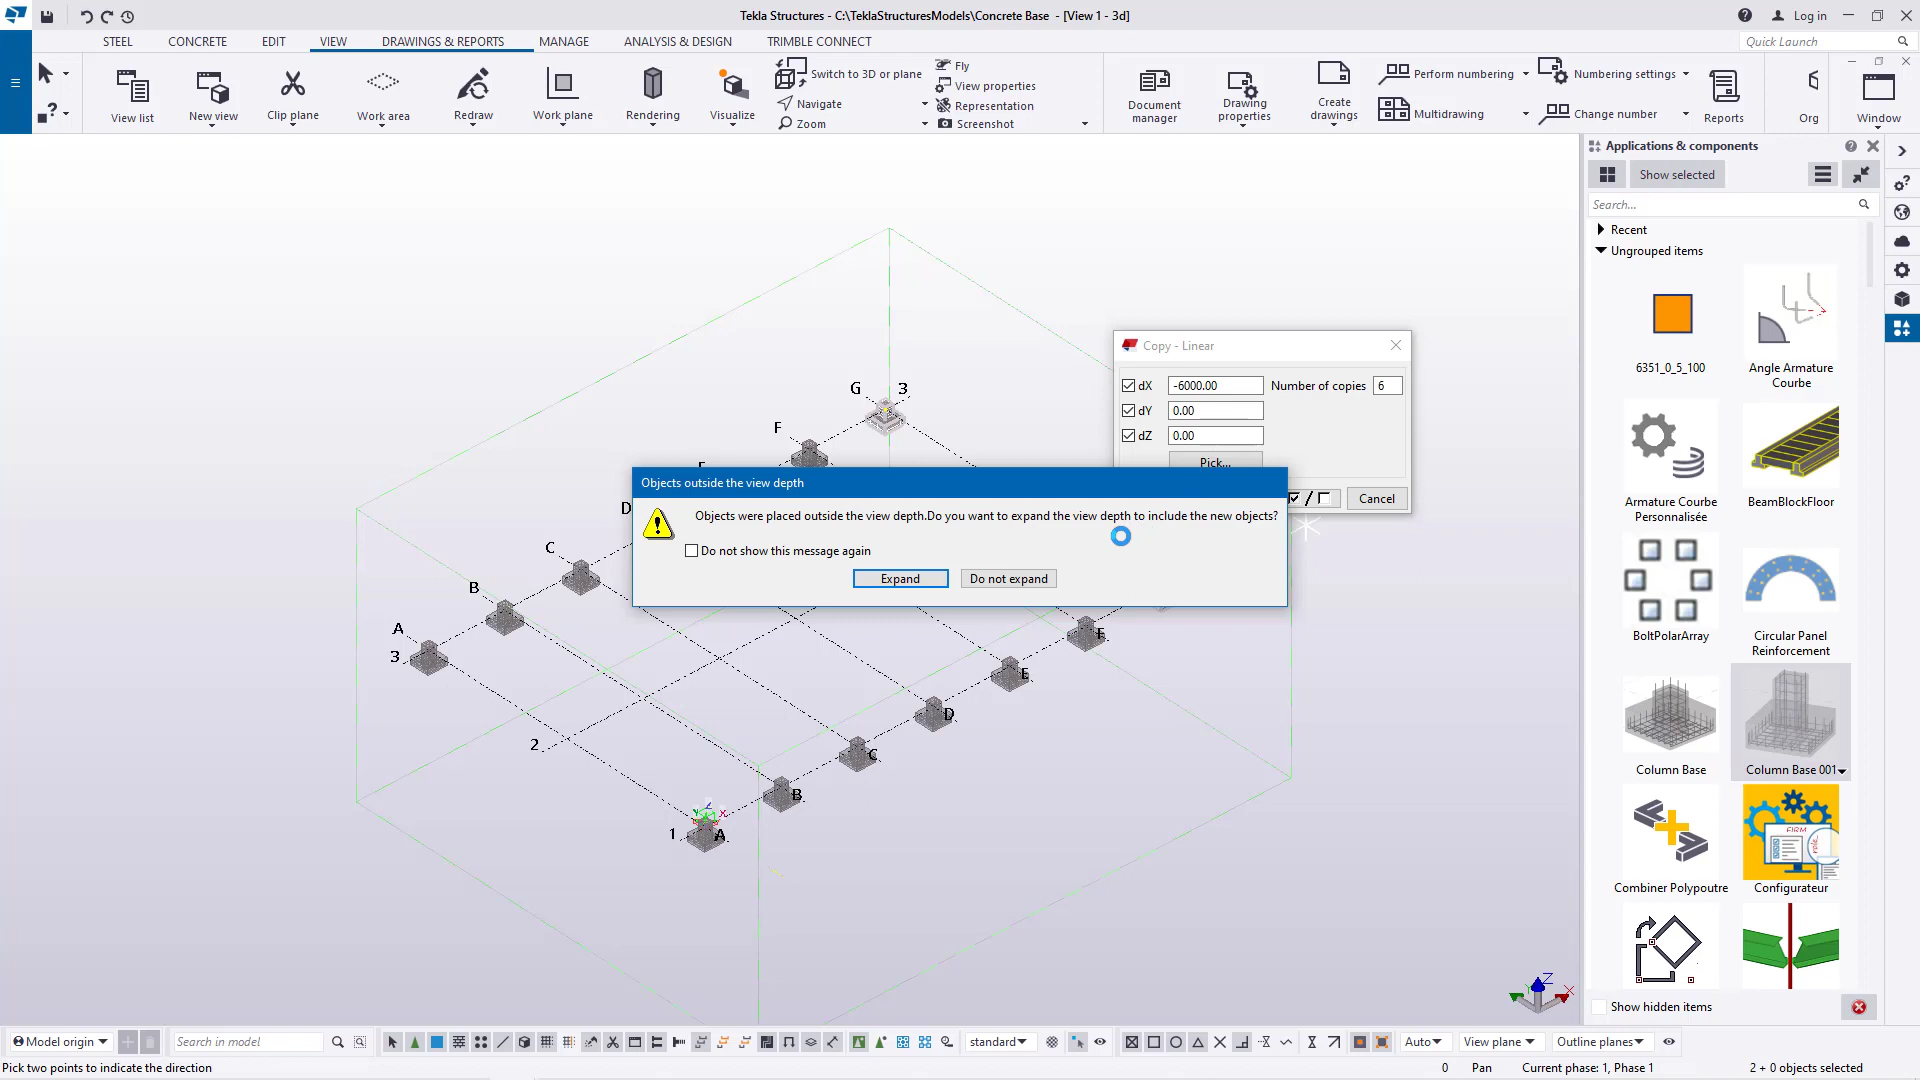 Tekla Structures - C:\TeklaStructuresModels\Concrete Base - [View 1 - 3d]
Log in
STEEL CONCRETE EDIT VIEW DRAWINGS & REPORTS MANAGE ANALYSIS & DESIGN TRIMBLE CONNECT
Quick Launch
View list
New view
Clip plane
Work area
Redraw
Work plane
Rendering
Visualize
Switch to 3D or plane
Navigate
Zoom
Fly
View properties
Representation
Screenshot
Document manager
Drawing properties
Create drawings
Perform numbering
Multidrawing
Numbering settings
Change number
Reports
Org
Window
Applications & components
Show selected
Search...
Recent
Ungrouped items
6351_0_5_100
Angle Armature Courbe
Armature Courbe Personnalisée
BeamBlockFloor
BoltPolarArray
Circular Panel Reinforcement
Column Base
Column Base 001
Combiner Polypoutre
FIRM
Configurateur
Show hidden items
Copy - Linear
dX -6000.00 Number of copies 6
dY 0.00
dZ 0.00
Pick...
/
Cancel
Objects outside the view depth
Objects were placed outside the view depth.Do you want to expand the view depth to include the new objects?
Do not show this message again
Expand Do not expand
G 3
F
D
C
B
A
3
2
1 A
B
C
D
E
F
Z
X
Model origin
Search in model
standard
Auto
View plane
Outline planes
Pick two points to indicate the direction
0 Pan Current phase: 1, Phase 1 2 + 0 objects selected